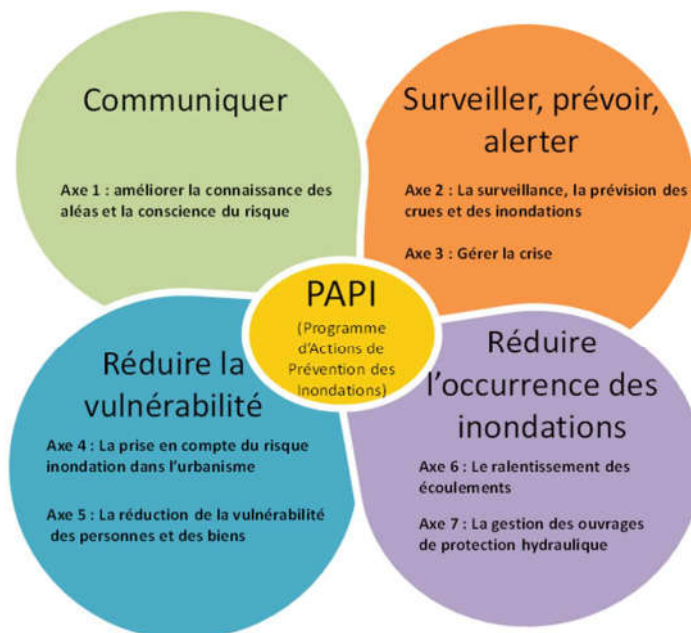 Communiquer
Axe 1 : améliorer la connaissance des
aléas et la conscience du risque
Surveiller, prévoir,
alerter
Axe 2 : La surveillance, la prévision des
crues et des inondations
Axe 3 : Gérer la crise
PAPI
(Programme
d'Actions de
Prévention des
Inondations)
Réduire la
vulnérabilité
Axe 4 : La prise en compte du risque
inondation dans l'urbanisme
Axe 5 : La réduction de la vulnérabilité
des personnes et des biens
Réduire
l'occurrence des
inondations
Axe 6 : Le ralentissement des
écoulements
Axe 7 : La gestion des ouvrages
de protection hydraulique